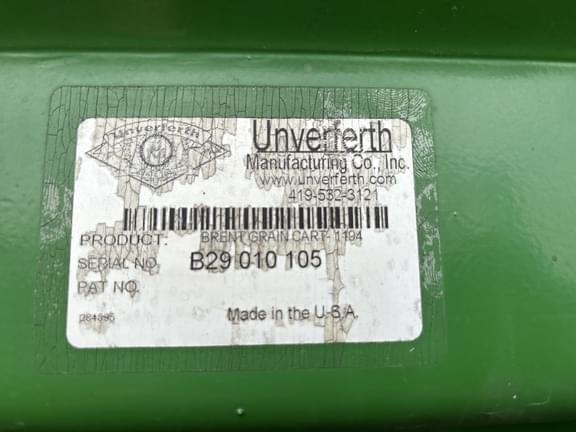 Unverferth
Unverferth
Manufacturing Co., Inc.
www.unverferth.com
419-532-3121
PRODUCT: BRENT GRAIN CART- 1194
SERIAL NO. B29 010 105
PAT NO.
Made in the U.S.A.